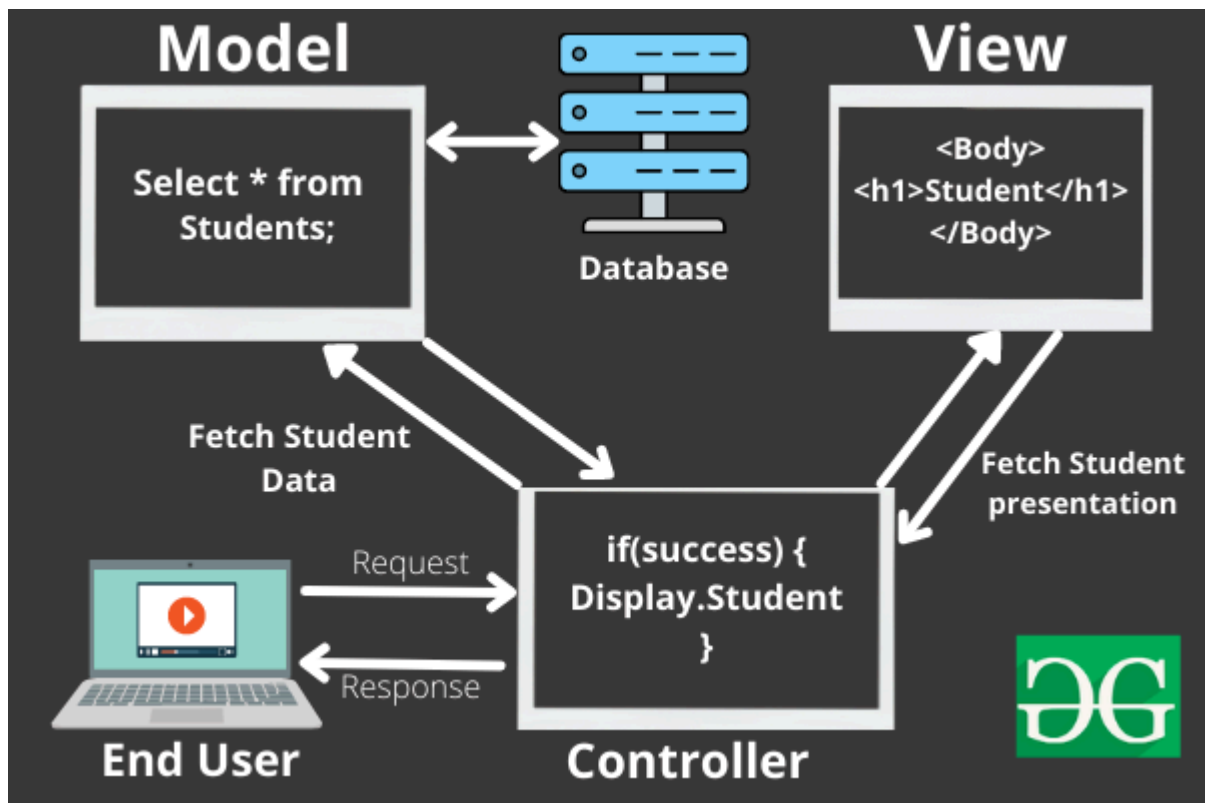 Model
View
Select * from
Students;
Database
<Body>
<h1>Student</h1>
</Body>
Fetch Student
Data
Fetch Student
presentation
Request
Response
if(success) {
Display.Student
}
End User
Controller